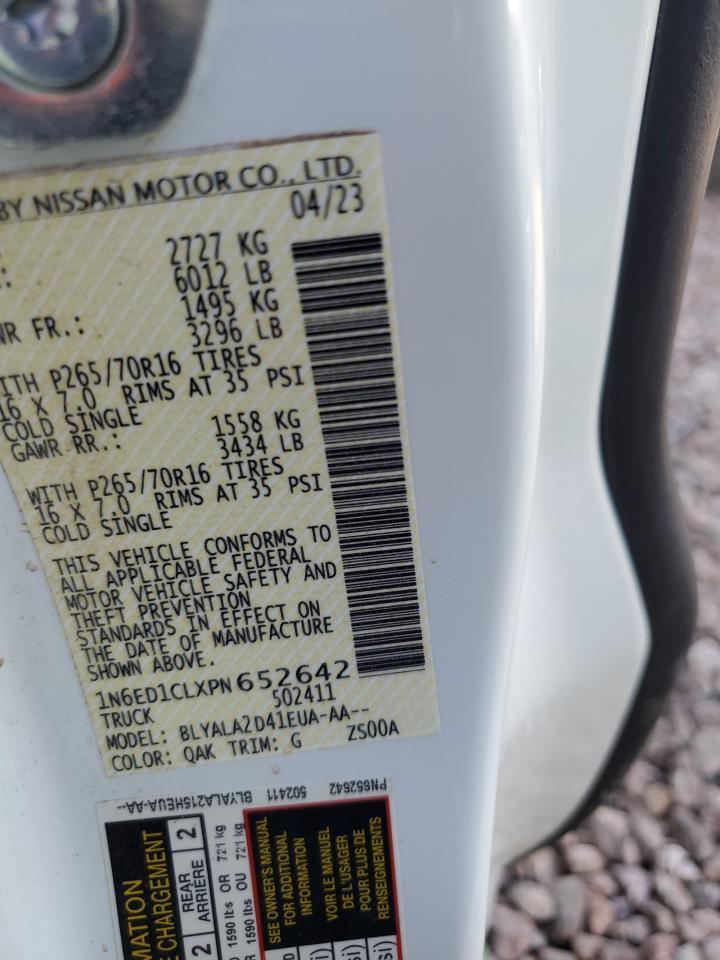 BY NISSAN MOTOR CO., LTD.
04/23
2727 KG
6012 LB
FR.: 1495 KG
3296 LB
WITH P265/70R16 TIRES
16 X 7.0 RIMS AT 35 PSI
COLD SINGLE
GAWR RR.: 1558 KG
3434 LB
WITH P265/70R16 TIRES
16 X 7.0 RIMS AT 35 PSI
COLD SINGLE
THIS VEHICLE CONFORMS TO
ALL APPLICABLE FEDERAL
MOTOR VEHICLE SAFETY AND
THEFT PREVENTION
STANDARDS IN EFFECT ON
THE DATE OF MANUFACTURE
SHOWN ABOVE.
1N6ED1CLXPN652642
TRUCK 502411
MODEL: BLYALA2D41EUA-AA--
COLOR: QAK TRIM: G ZS00A
BLYALA215HEUA-AA-- 502411 PN652642
REAR 2
ARRIÈRE 2
1590 lbs OR 721 kg
1590 lbs OU 721 kg
SEE OWNER'S MANUAL
FOR ADDITIONAL
INFORMATION
VOIR LE MANUEL
DE L'USAGER
POUR PLUS DE
RENSEIGNEMENTS